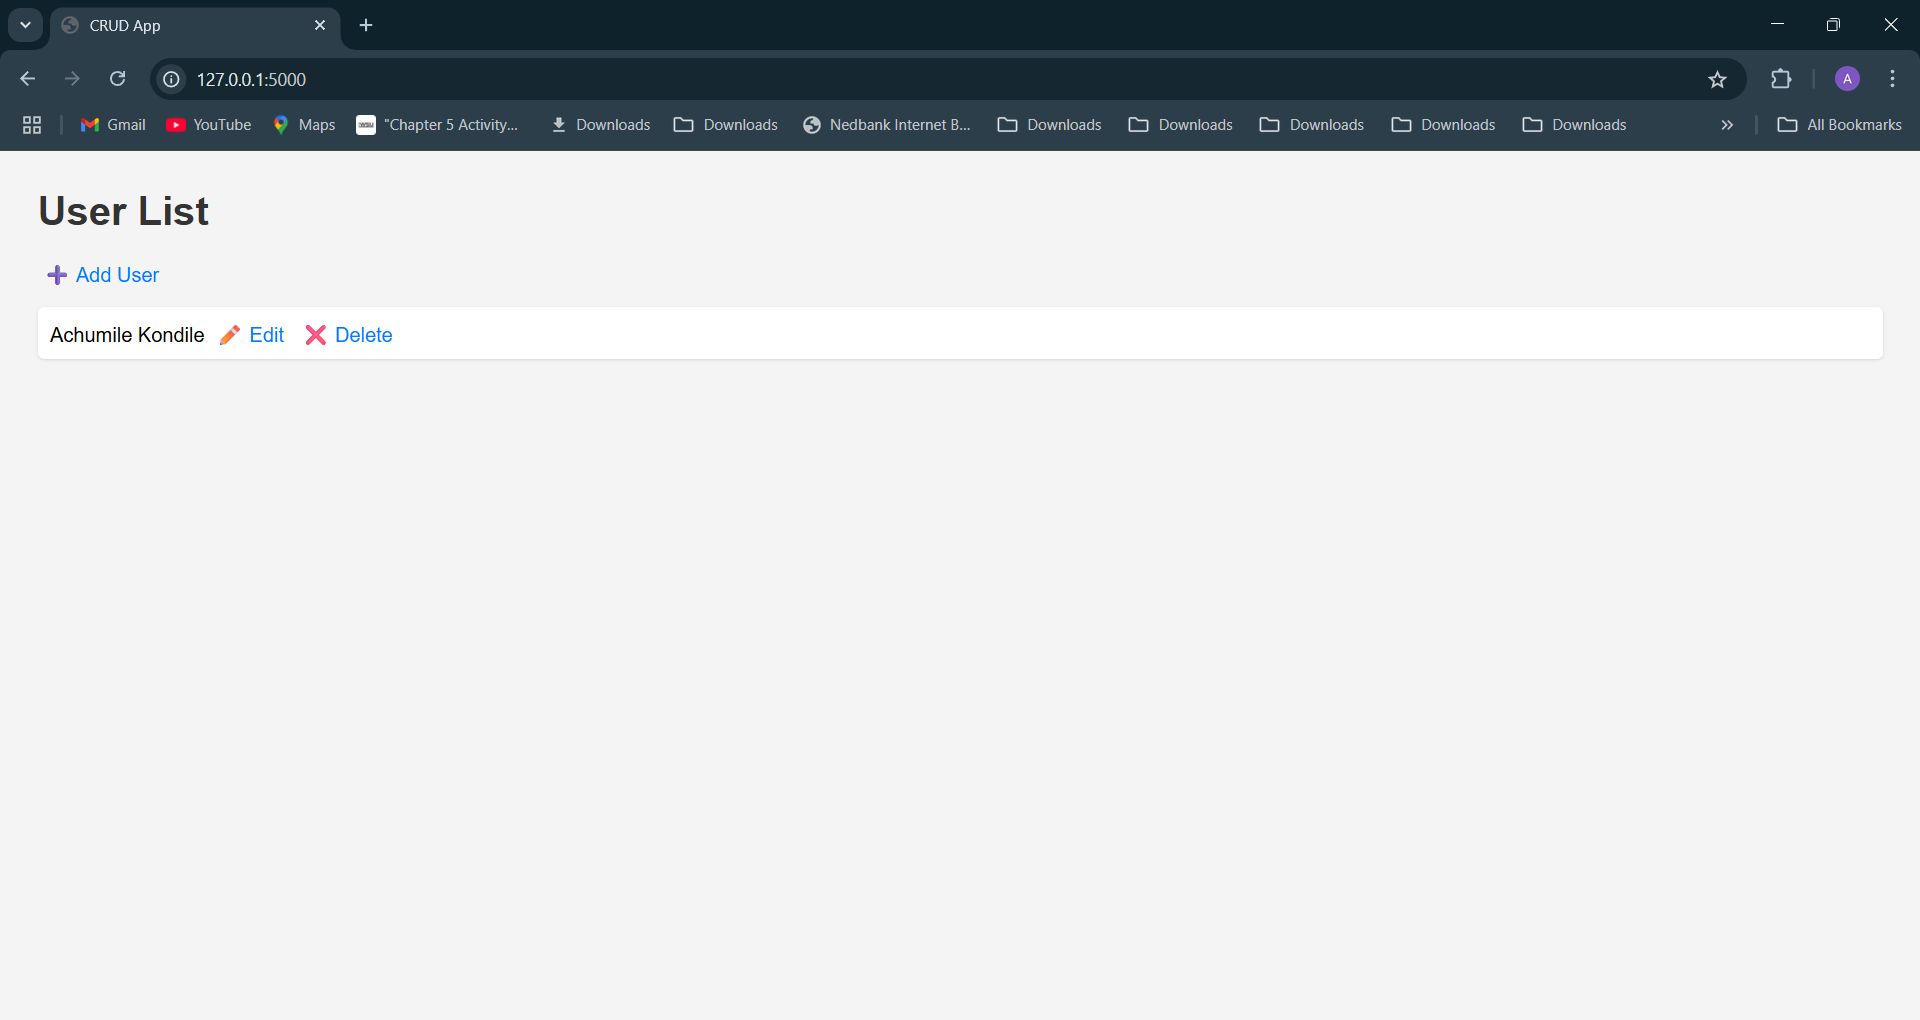 CRUD App
127.0.0.1:5000
A
Gmail YouTube Maps "Chapter 5 Activity... Downloads Downloads Nedbank Internet B... Downloads Downloads Downloads Downloads Downloads » All Bookmarks
User List
Add User
Achumile Kondile Edit Delete